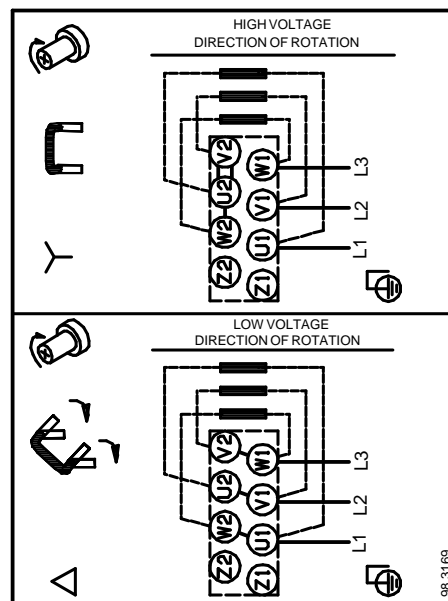 HIGH VOLTAGE
DIRECTION OF ROTATION
V2
W1
L3
U2
V1
L2
W2
U1
L1
Z2
Z1
LOW VOLTAGE
DIRECTION OF ROTATION
V2
W1
L3
U2
V1
L2
W2
U1
L1
Z2
Z1
98 3169